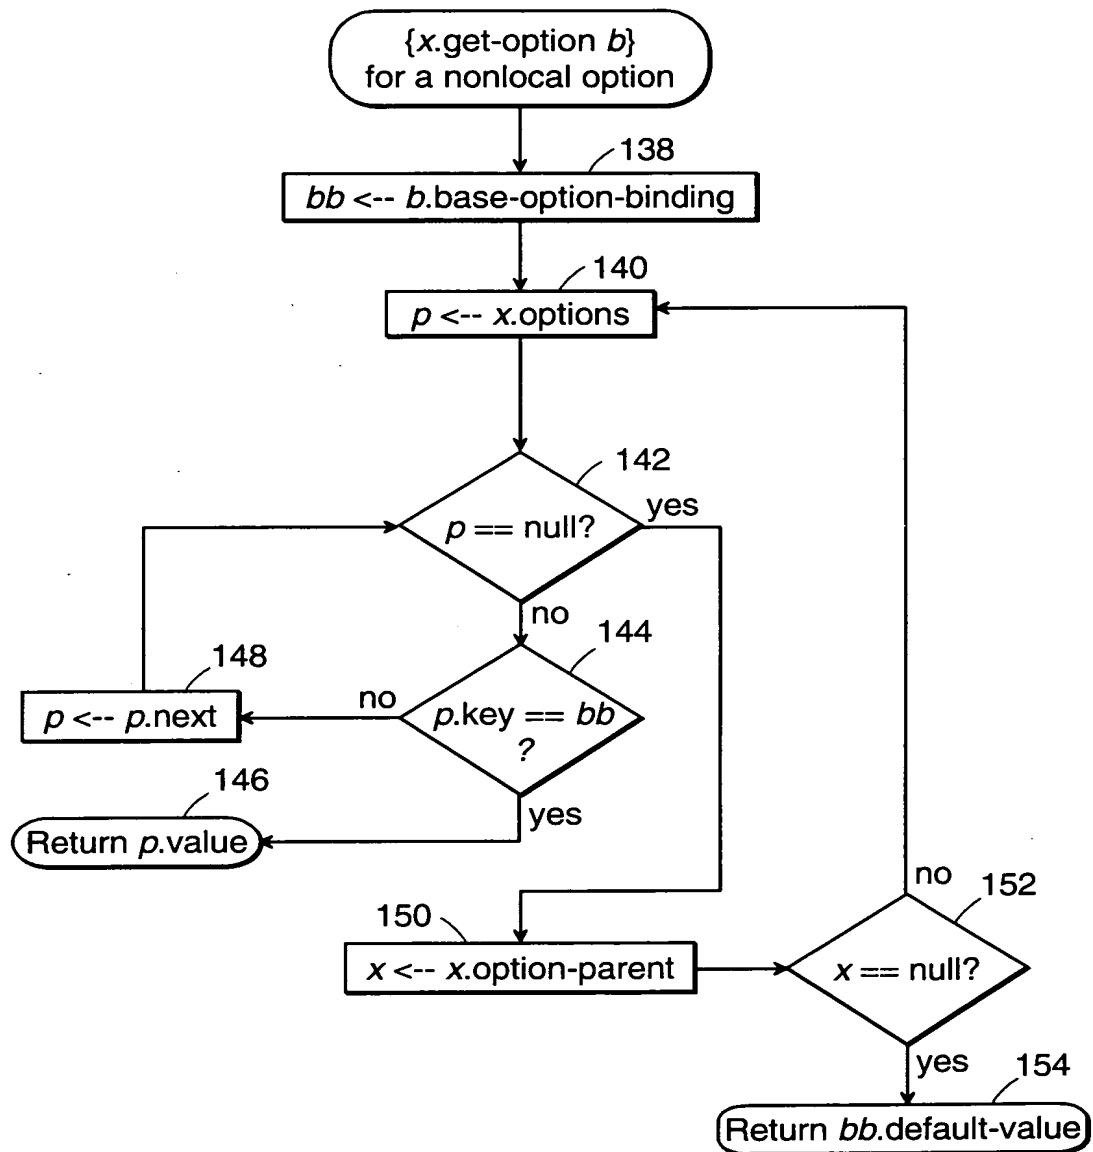 {x.get-option b}
for a nonlocal option
138
bb <-- b.base-option-binding
140
p <-- x.options
142
yes
p == null?
no
144
148
no
p.key == bb
?
p <-- p.next
146
yes
Return p.value
no
152
150
x <-- x.option-parent
x == null?
yes
154
Return bb.default-value